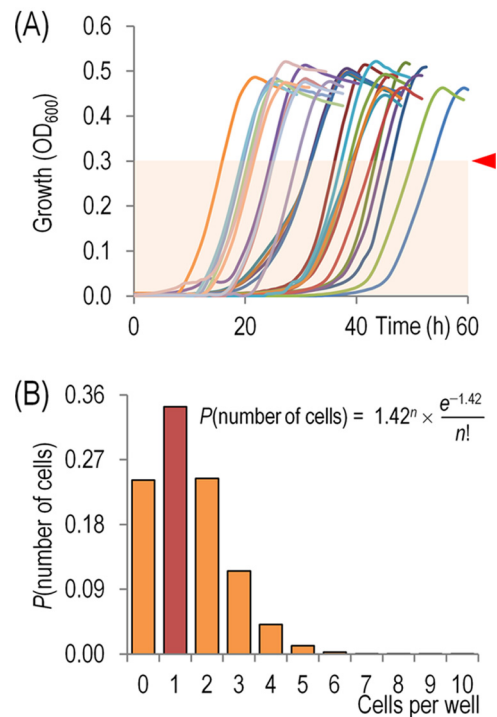 (A)
0.6
0.5
0.4
0.3
0.2
0.1
0.0
Growth (OD600)
0 20 40 Time (h) 60
(B)
P(number of cells) = 1.42ⁿ × e^−1.42 / n!
0.36
0.27
0.18
0.09
0.00
P(number of cells)
0 1 2 3 4 5 6 7 8 9 10
Cells per well